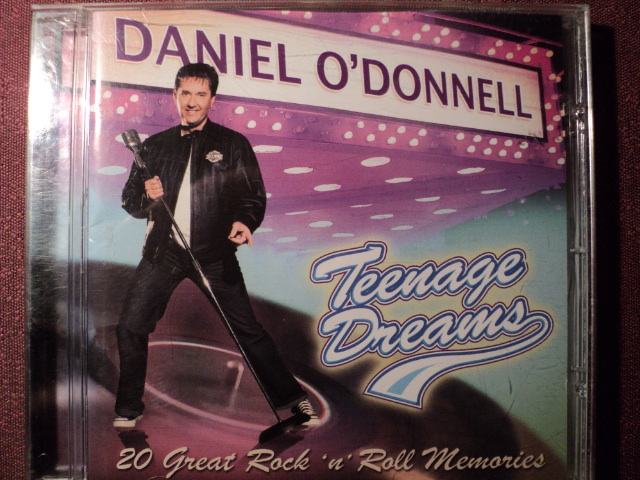 DANIEL O'DONNELL
Teenage
Dreams
20 Great Rock 'n' Roll Memories